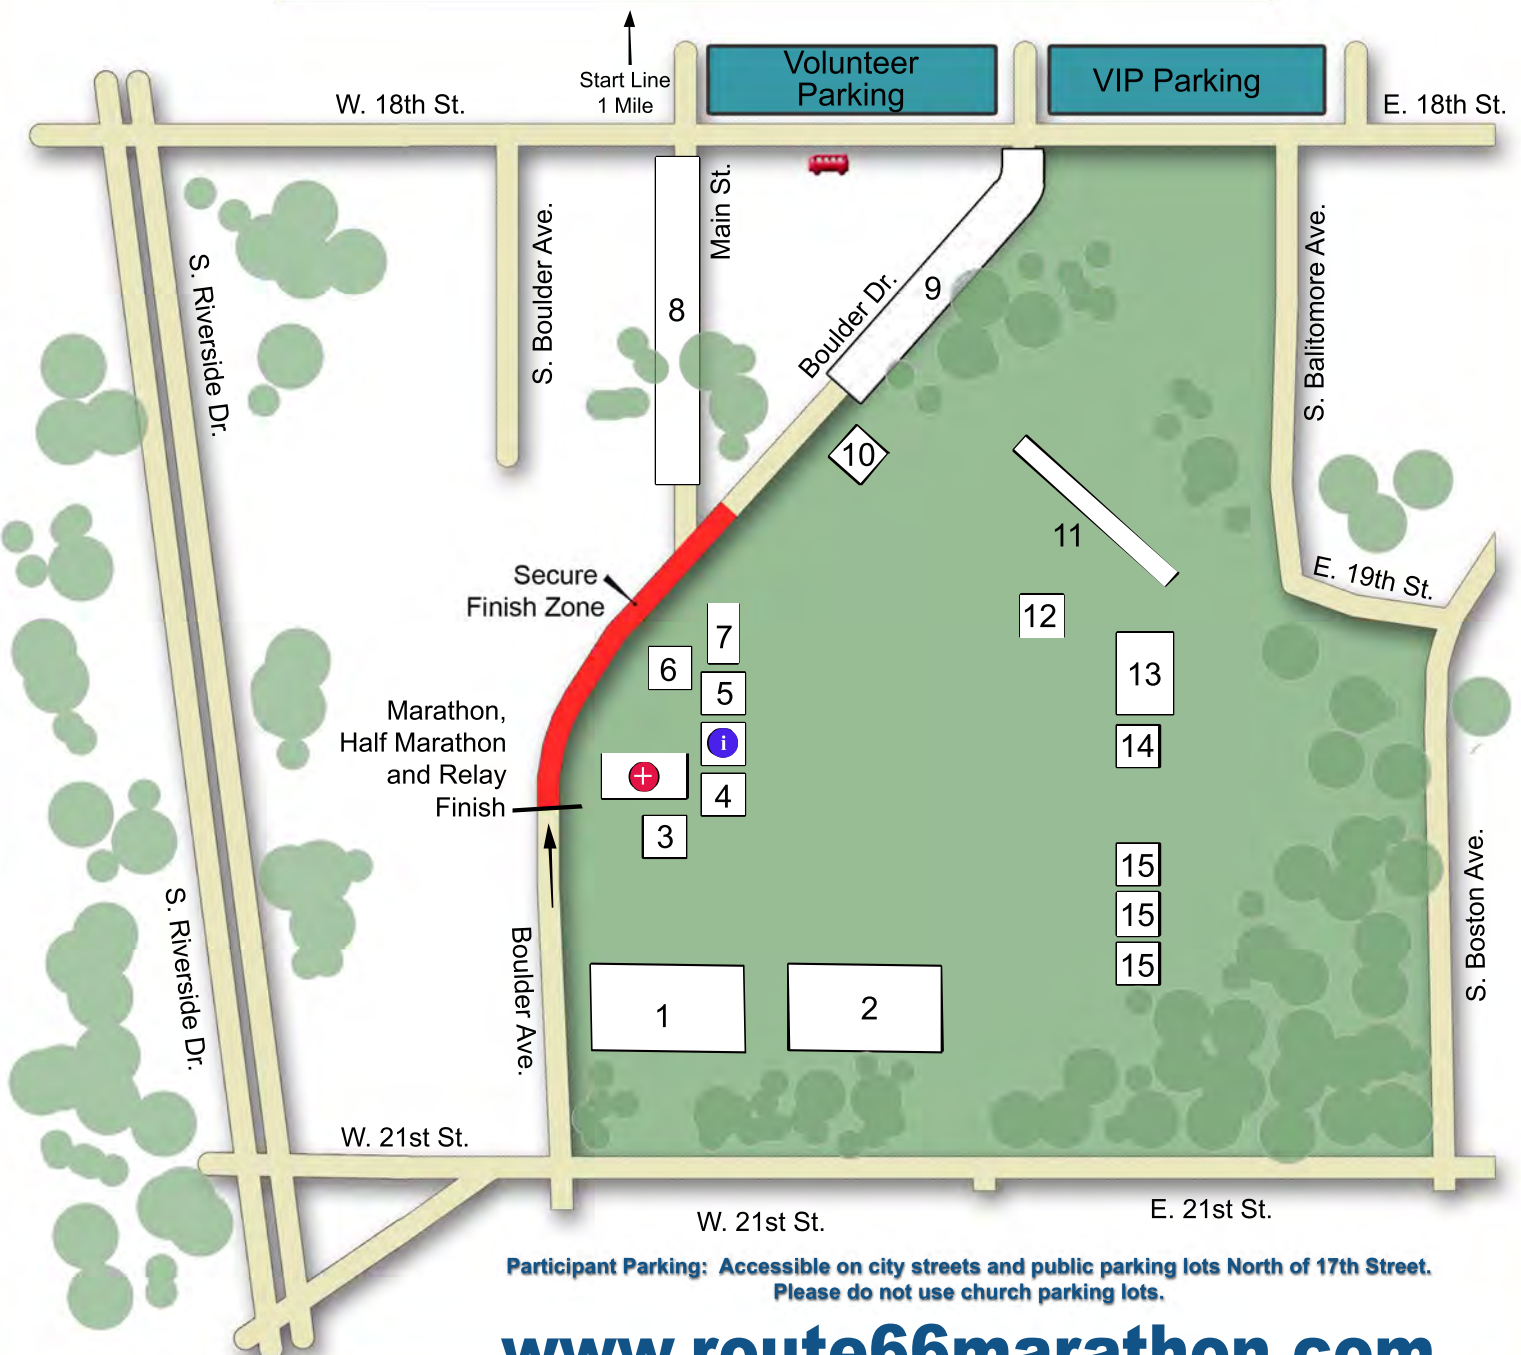 Start Line
1 Mile
Volunteer
Parking
VIP Parking
W. 18th St.
E. 18th St.
S. Riverside Dr.
S. Boulder Ave.
Main St.
8
Boulder Dr.
9
S. Balitomore Ave.
10
11
Secure
Finish Zone
E. 19th St.
7
12
6
5
13
Marathon,
Half Marathon
and Relay
Finish
i
14
4
3
15
15
15
S. Riverside Dr.
Boulder Ave.
S. Boston Ave.
1
2
W. 21st St.
W. 21st St.
E. 21st St.
Participant Parking: Accessible on city streets and public parking lots North of 17th Street.
Please do not use church parking lots.
www.route66marathon.com